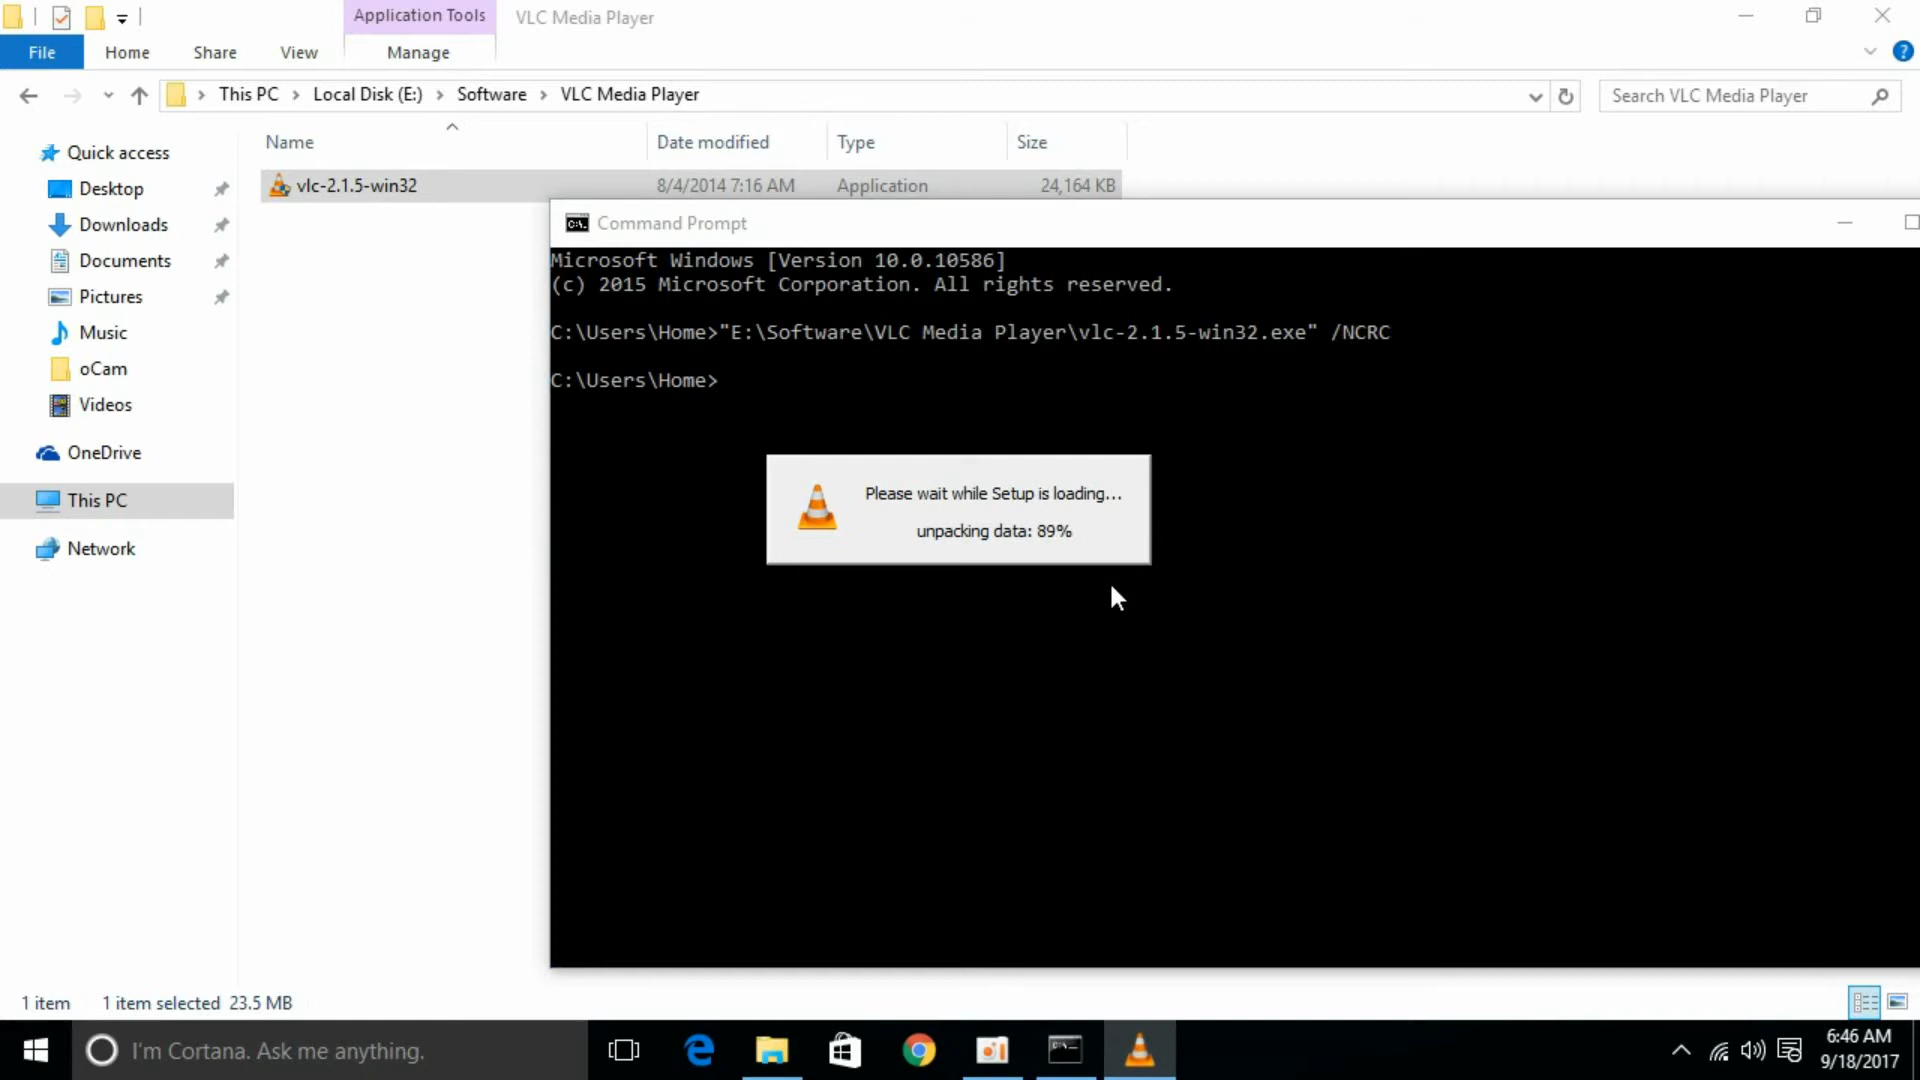 Application Tools
VLC Media Player
File
Home
Share
View
Manage
This PC
Local Disk (E:)
Software
VLC Media Player
Search VLC Media Player
Name
Date modified
Type
Size
vlc-2.1.5-win32
8/4/2014 7:16 AM
Application
24,164 KB
Quick access
Desktop
Downloads
Documents
Pictures
Music
oCam
Videos
OneDrive
This PC
Network
Command Prompt
Microsoft Windows [Version 10.0.10586]
(c) 2015 Microsoft Corporation. All rights reserved.
C:\Users\Home>"E:\Software\VLC Media Player\vlc-2.1.5-win32.exe" /NCRC
C:\Users\Home>
Please wait while Setup is loading...
unpacking data: 89%
1 item
1 item selected 23.5 MB
I'm Cortana. Ask me anything.
6:46 AM
9/18/2017